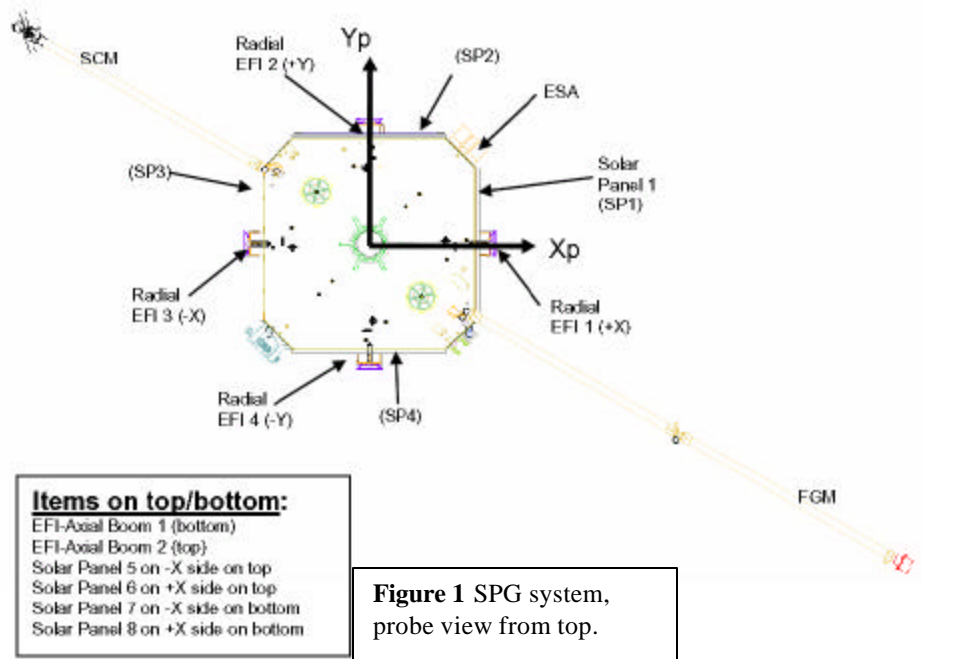 SCM
Radial
EFI 2 (+Y)
Yp
(SP2)
ESA
(SP3)
Solar
Panel 1
(SP1)
Xp
Radial
EFI 3 (-X)
Radial
EFI 1 (+X)
Radial
EFI 4 (-Y)
(SP4)
FGM
Items on top/bottom:
EFI-Axial Boom 1 (bottom)
EFI-Axial Boom 2 (top)
Solar Panel 5 on -X side on top
Solar Panel 6 on +X side on top
Solar Panel 7 on -X side on bottom
Solar Panel 8 on +X side on bottom
Figure 1 SPG system,
probe view from top.